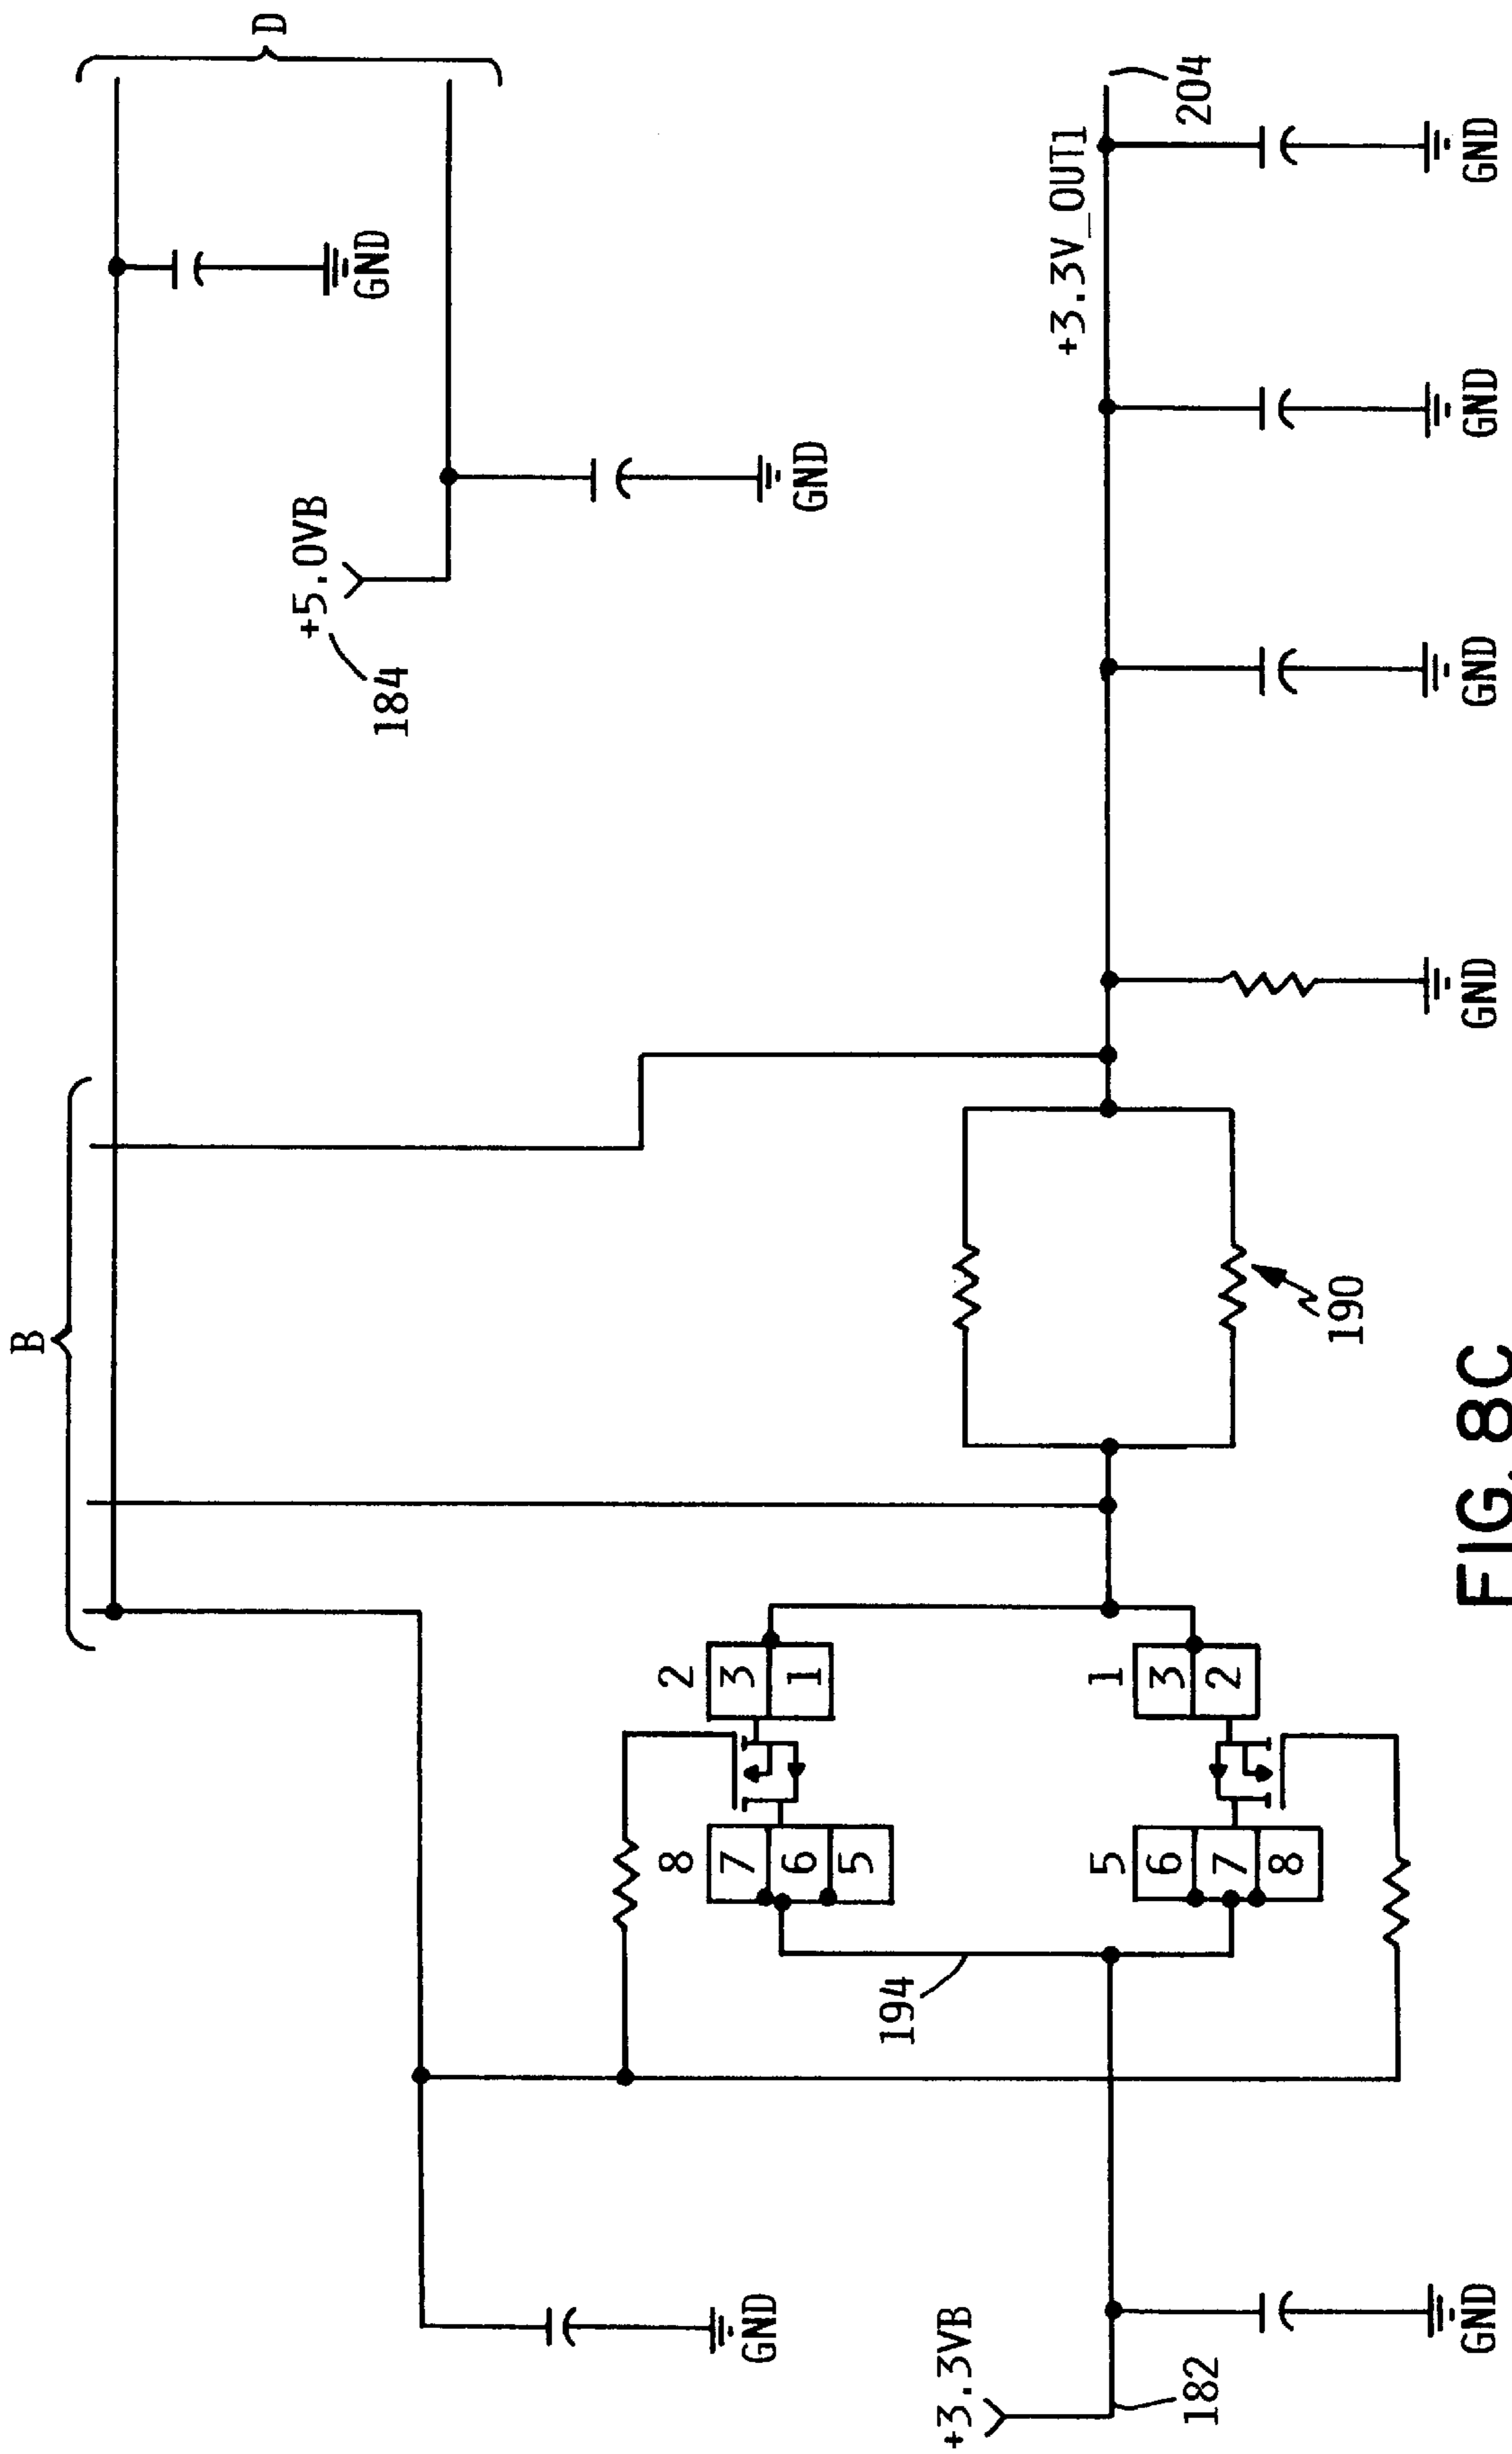 B
D
GND
+5.0VB
184
GND
+3.3V_OUT1
204
2
3
1
8
7
6
5
194
1
3
2
5
6
7
8
190
GND
+3.3VB
182
GND
GND
GND
GND
GND
FIG. 8C